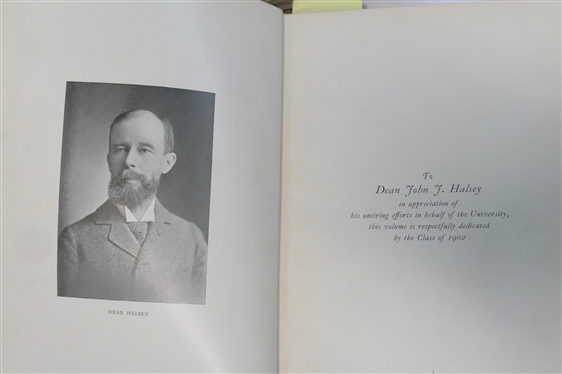 DEAN HALSEY
To
Dean John J. Halsey
in appreciation of
his untiring efforts in behalf of the University,
this volume is respectfully dedicated
by the Class of 1902